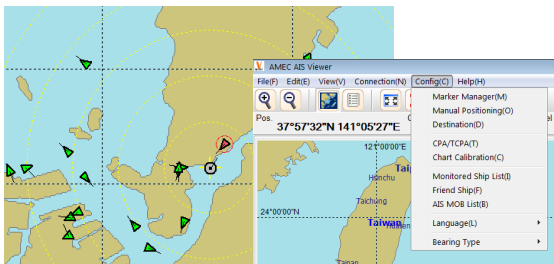 AMEC AIS Viewer
File(F) Edit(E) View(V) Connection(N) Config(C) Help(H)
Pos.
37°57'32"N 141°05'27"E
Marker Manager(M)
Manual Positioning(O)
Destination(D)
CPA/TCPA(T)
Chart Calibration(C)
Monitored Ship List(I)
Friend Ship(F)
AIS MOB List(B)
Language(L)
Bearing Type
121°00'00"E
Hsinchu
Taichung
24°00'00"N
Taiwan
Tainan